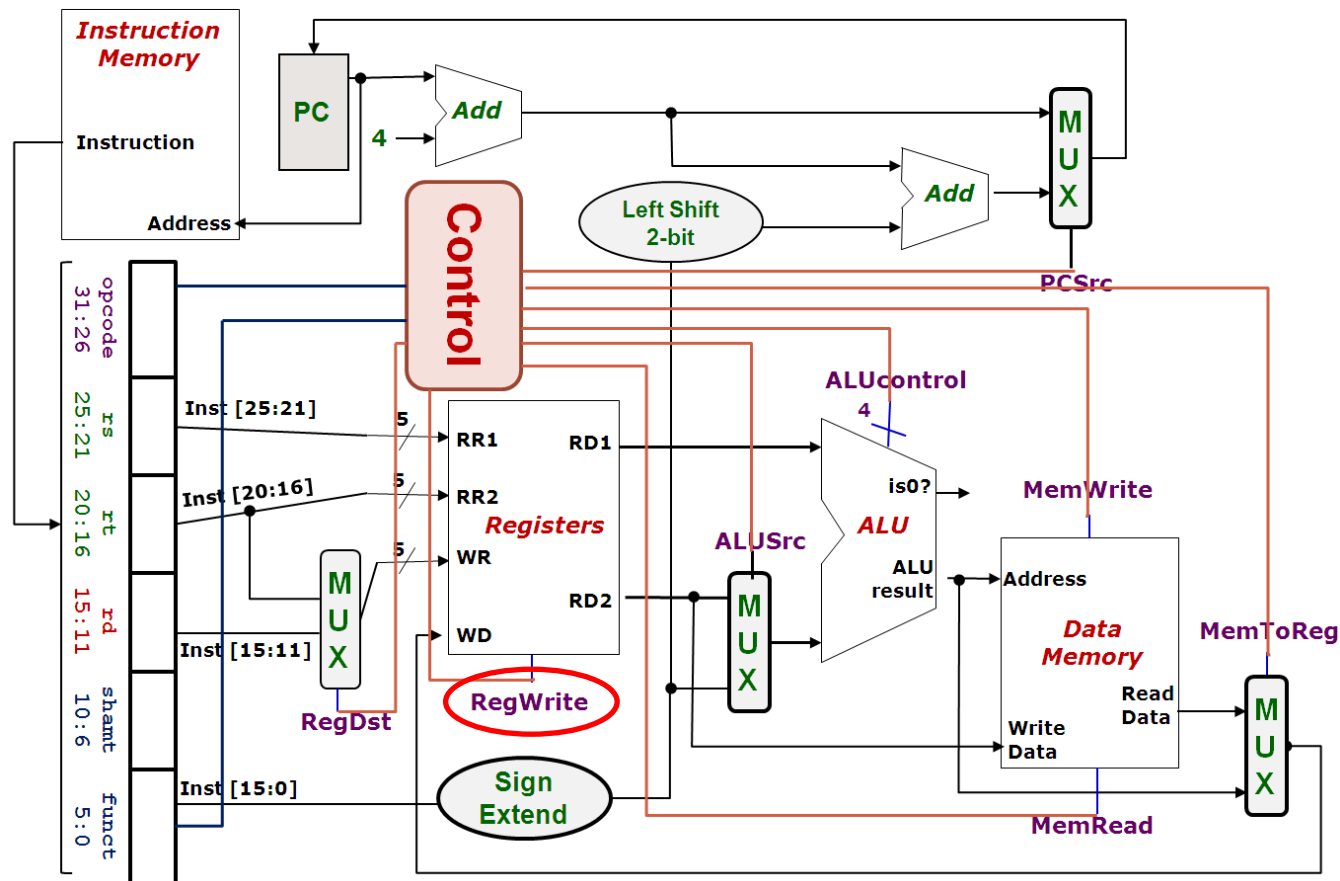 Instruction
Memory
Instruction
Address
PC
4
Add
Add
M
U
X
PCSrc
Left Shift
2-bit
Control
opcode
31:26
rs
25:21
rt
20:16
rd
15:11
shamt
10:6
funct
5:0
Inst [25:21]
5
Inst [20:16]
5
5
Inst [15:11]
M
U
X
RegDst
RR1
RR2
WR
WD
Registers
RD1
RD2
RegWrite
Inst [15:0]
Sign
Extend
ALUSrc
M
U
X
ALUcontrol
4
is0?
ALU
ALU
result
MemWrite
Address
Data
Memory
Read
Data
Write
Data
MemRead
MemToReg
M
U
X